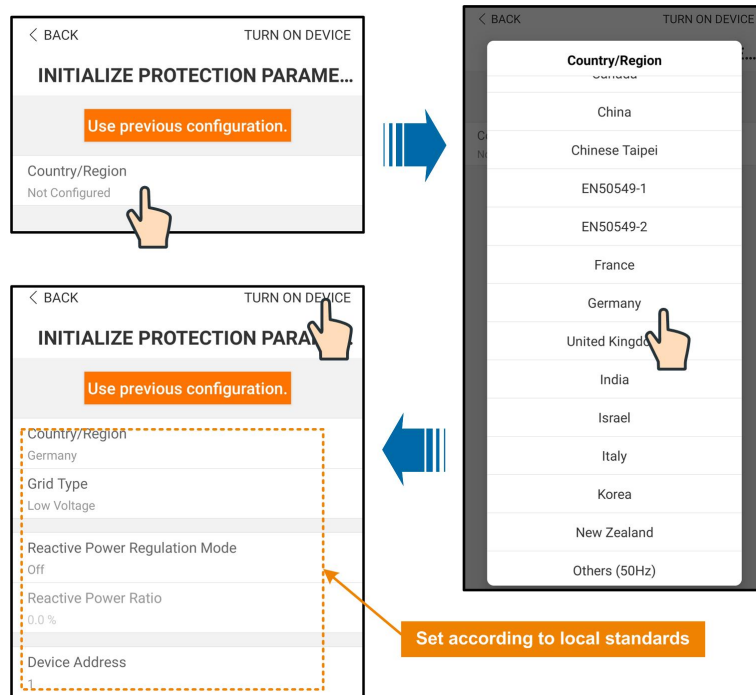 < BACK TURN ON DEVICE
INITIALIZE PROTECTION PARAME...
Use previous configuration.
Country/Region
Not Configured
< BACK TURN ON DEVICE
Country/Region
China
Chinese Taipei
EN50549-1
EN50549-2
France
Germany
United Kingdo
India
Israel
Italy
Korea
New Zealand
Others (50Hz)
< BACK TURN ON DEVICE
INITIALIZE PROTECTION PARA
Use previous configuration.
Country/Region
Germany
Grid Type
Low Voltage
Reactive Power Regulation Mode
Off
Reactive Power Ratio
0.0 %
Device Address
1
Set according to local standards